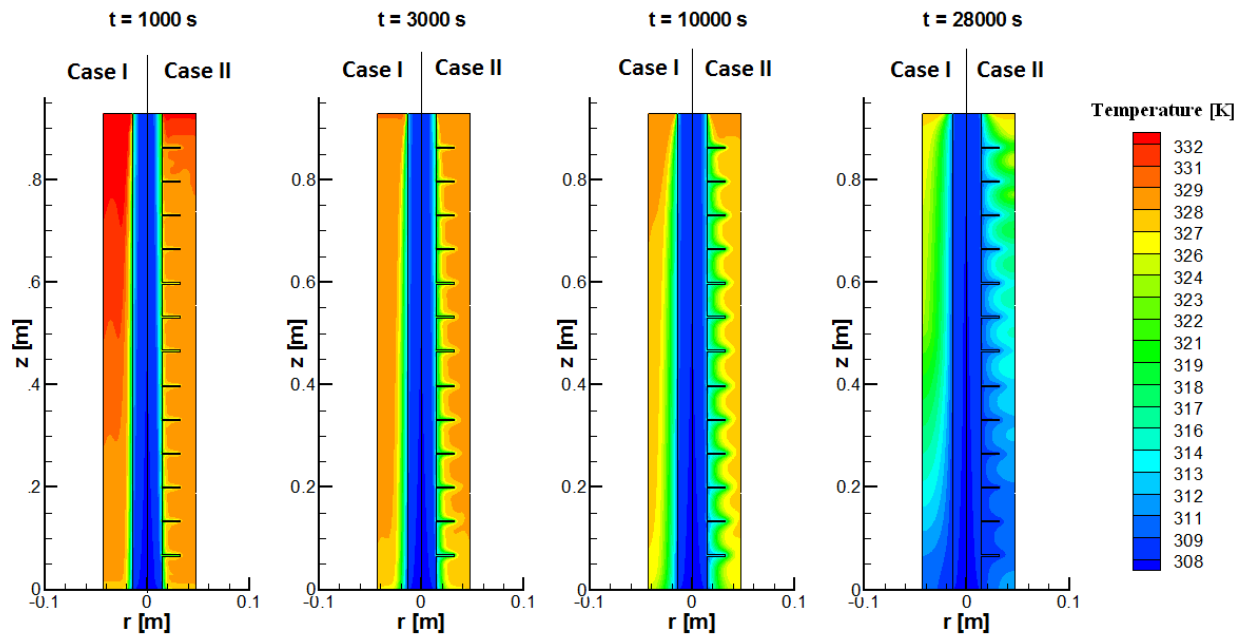 t = 1000 s
t = 3000 s
t = 10000 s
t = 28000 s
Case I
Case II
Case I
Case II
Case I
Case II
Case I
Case II
Temperature [K]
332
331
329
328
327
326
324
323
322
321
319
318
317
316
314
313
312
311
309
308
z [m]
.8
0.6
.4
0.2
0
-0.1
0
0.1
r [m]
z [m]
0.8
0.6
0.4
0.2
0
-0.1
0
0.1
r [m]
z [m]
.8
0.6
.4
0.2
0
-0.1
0
0.1
r [m]
z [m]
.8
0.6
.4
0.2
0
-0.1
0
0.1
r [m]